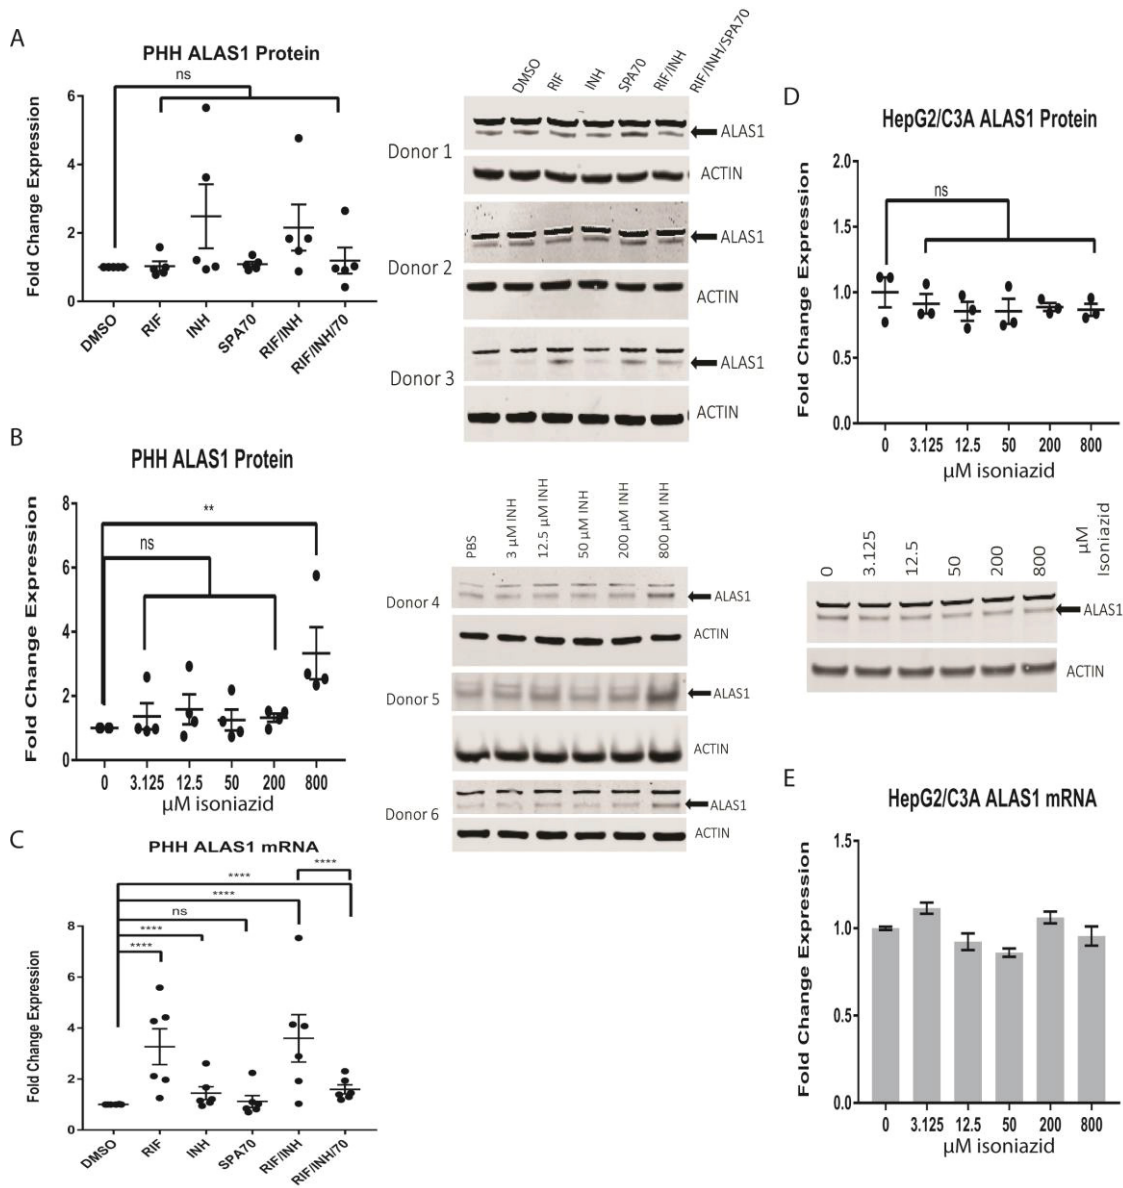 A
PHH ALAS1 Protein
ns
Fold Change Expression
6
4
2
0
DMSO
RIF
INH
SPA70
RIF/INH
RIF/INH/70
DMSO
RIF
INH
SPA70
RIF/INH
RIF/INH/SPA70
Donor 1
ALAS1
ACTIN
Donor 2
ALAS1
ACTIN
Donor 3
ALAS1
ACTIN
B
PHH ALAS1 Protein
**
ns
Fold Change Expression
8
6
4
2
0
0 3.125 12.5 50 200 800
μM isoniazid
PBS
3 μM INH
12.5 μM INH
50 μM INH
200 μM INH
800 μM INH
Donor 4
ALAS1
ACTIN
Donor 5
ALAS1
ACTIN
Donor 6
ALAS1
ACTIN
C
PHH ALAS1 mRNA
****
****
****
ns
****
****
Fold Change Expression
8
6
4
2
0
DMSO
RIF
INH
SPA70
RIF/INH
RIF/INH/70
D
HepG2/C3A ALAS1 Protein
ns
Fold Change Expression
2.0
1.5
1.0
0.5
0.0
0 3.125 12.5 50 200 800
μM isoniazid
0
3.125
12.5
50
200
800
μM
Isoniazid
ALAS1
ACTIN
E
HepG2/C3A ALAS1 mRNA
Fold Change Expression
1.5
1.0
0.5
0.0
0 3.125 12.5 50 200 800
μM isoniazid